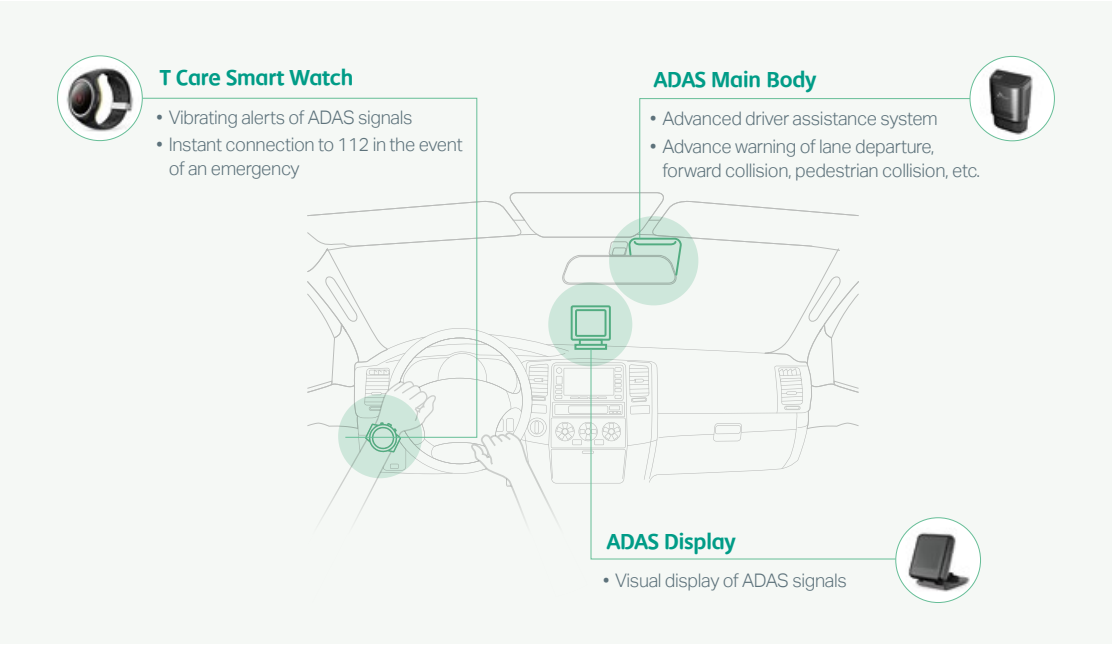 T Care Smart Watch
• Vibrating alerts of ADAS signals
• Instant connection to 112 in the event
of an emergency
ADAS Main Body
• Advanced driver assistance system
• Advance warning of lane departure,
forward collision, pedestrian collision, etc.
ADAS Display
• Visual display of ADAS signals